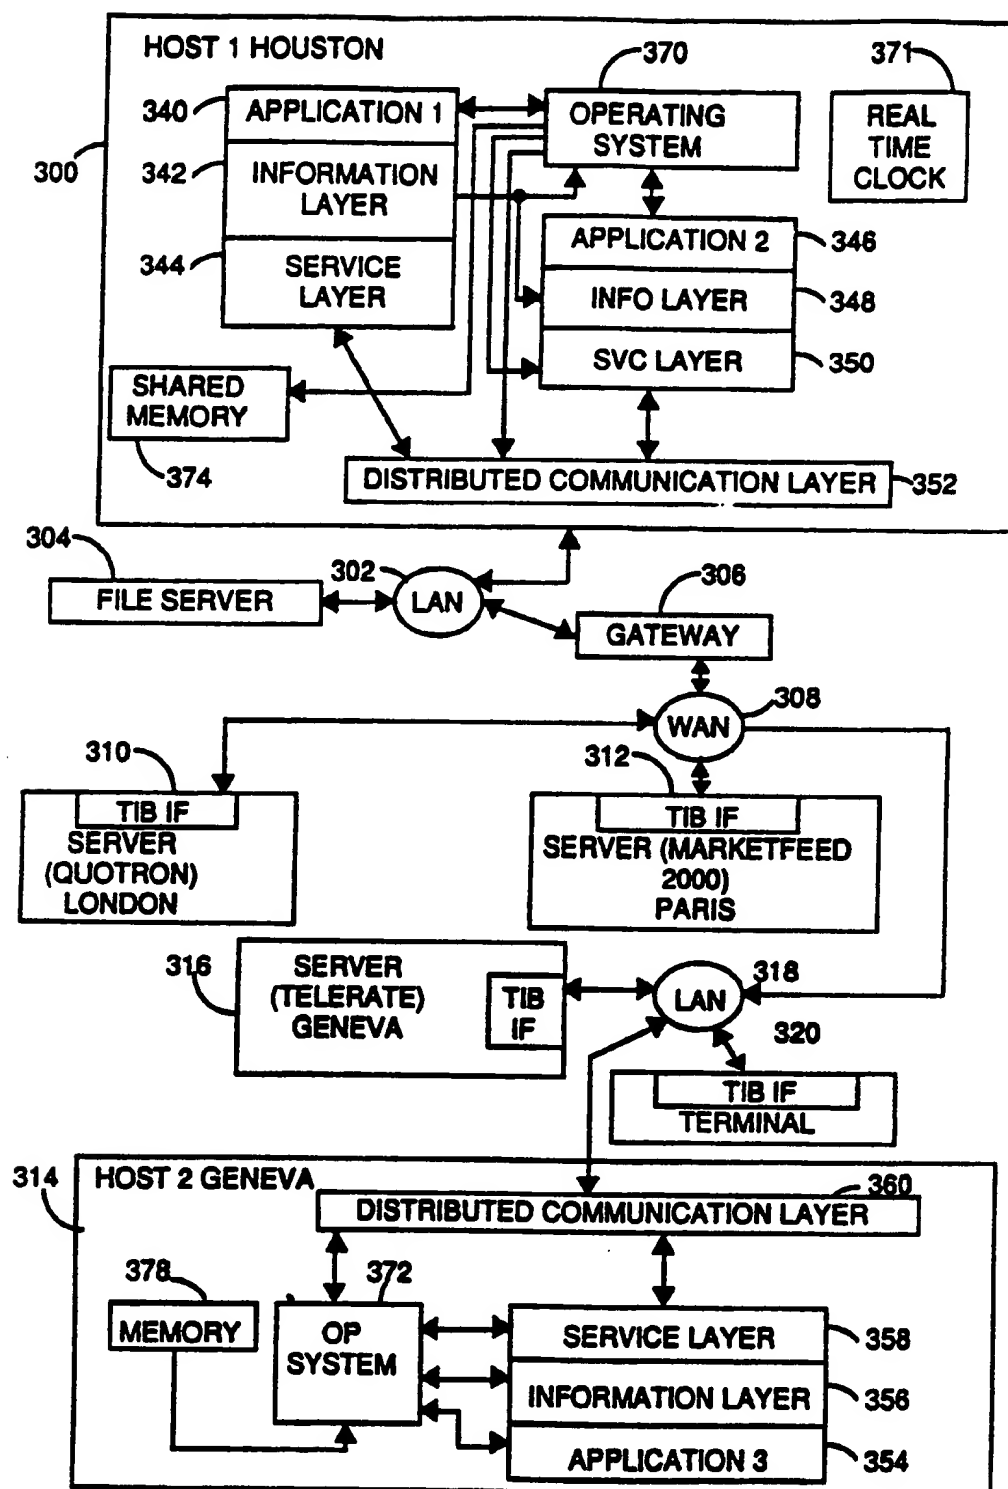 HOST 1 HOUSTON
370
371
340
APPLICATION 1
OPERATING
SYSTEM
REAL
TIME
CLOCK
300
342
INFORMATION
LAYER
344
SERVICE
LAYER
APPLICATION 2
346
INFO LAYER
348
SVC LAYER
350
SHARED
MEMORY
374
DISTRIBUTED COMMUNICATION LAYER
352
304
302
306
FILE SERVER
LAN
GATEWAY
308
WAN
310
312
TIB IF
SERVER
(QUOTRON)
LONDON
TIB IF
SERVER (MARKETFEED
2000)
PARIS
316
SERVER
(TELERATE)
GENEVA
TIB
IF
LAN
318
320
TIB IF
TERMINAL
314
HOST 2 GENEVA
360
DISTRIBUTED COMMUNICATION LAYER
378
372
MEMORY
OP
SYSTEM
SERVICE LAYER
358
INFORMATION LAYER
356
APPLICATION 3
354